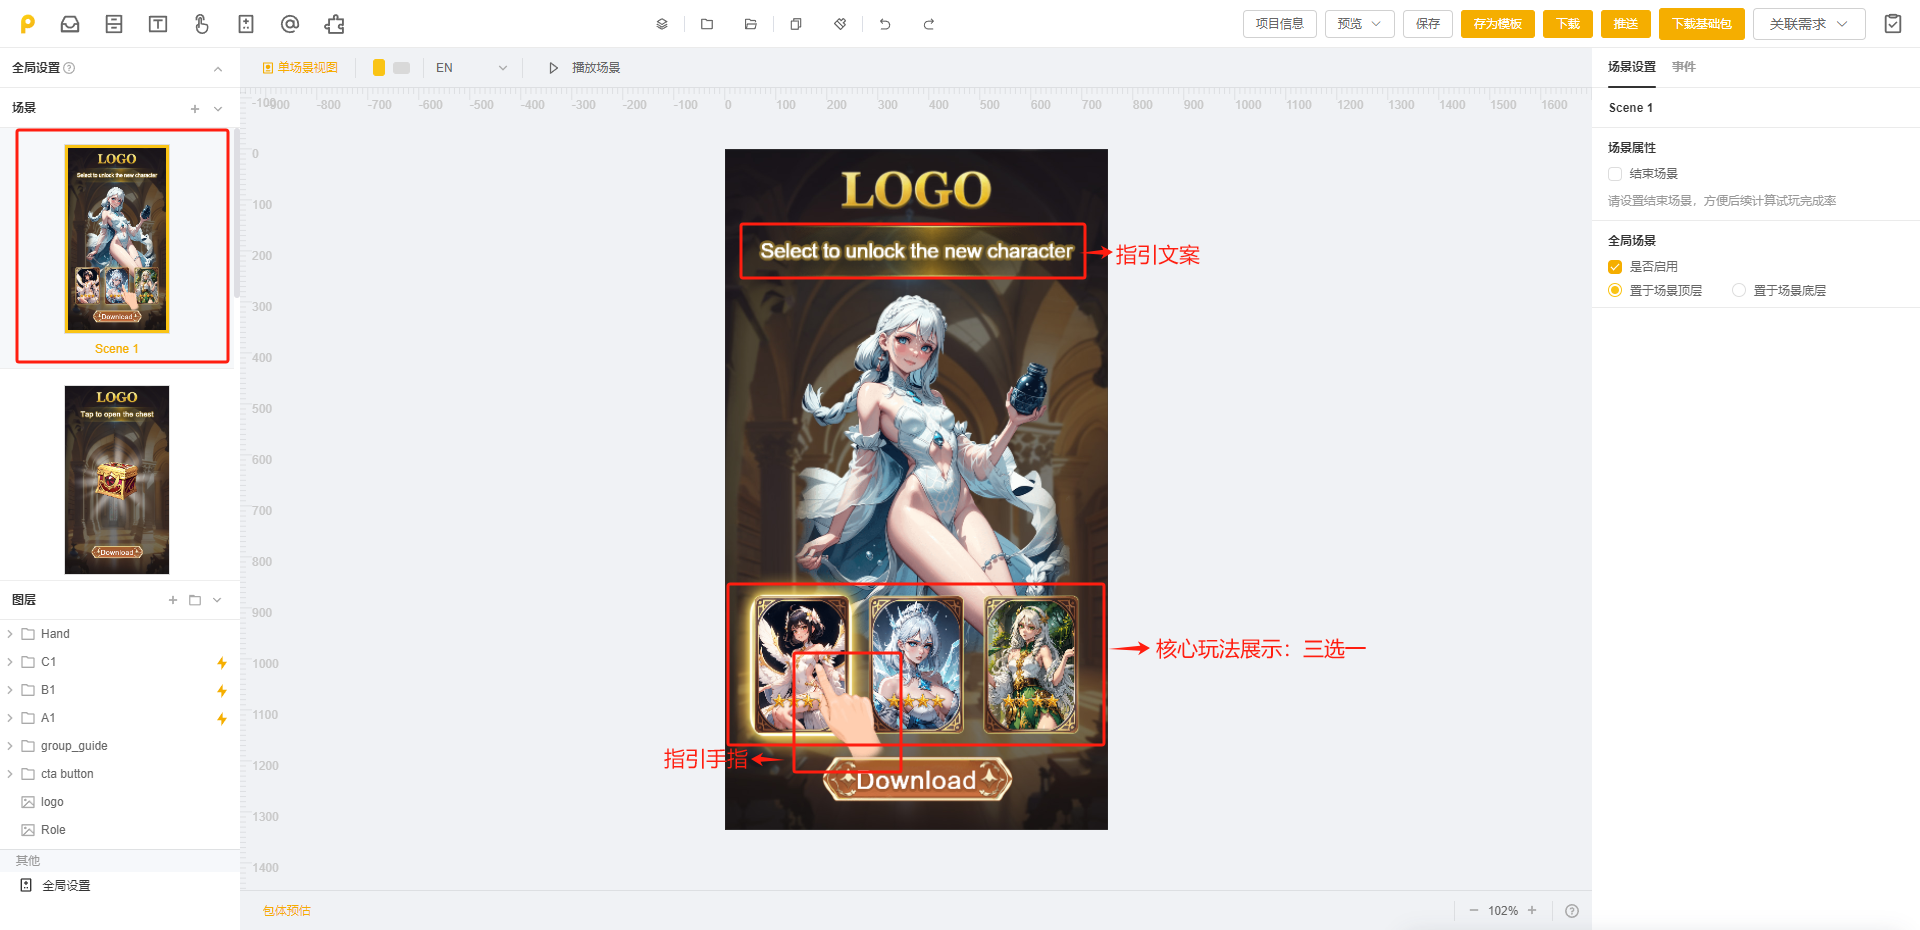 项目信息
预览
保存
存为模板
下载
推送
下载基础包
关联需求
全局设置
单场景视图
EN
播放场景
场景设置
事件
场景
-100
-900
-800
-700
-600
-500
-400
-300
-200
-100
0
100
200
300
400
500
600
700
800
900
1000
1100
1200
1300
1400
1500
1600
Scene 1
场景属性
结束场景
请设置结束场景，方便后续计算试玩完成率
全局场景
是否启用
置于场景顶层
置于场景底层
LOGO
Select to unlock the new character
Download
Scene 1
LOGO
Tap to open the chest
Download
0
100
200
300
400
500
600
700
800
900
1000
1100
1200
1300
1400
LOGO
Select to unlock the new character
指引文案
核心玩法展示：三选一
指引手指
Download
图层
Hand
C1
B1
A1
group_guide
cta button
logo
Role
其他
全局设置
包体预估
102%